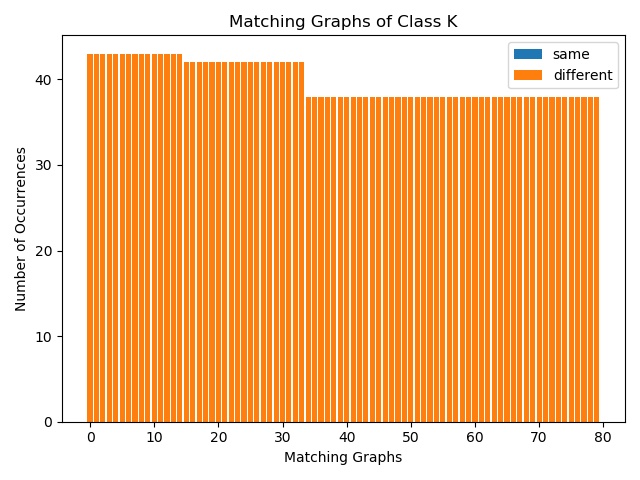 Matching Graphs of Class K
same
different
Number of Occurrences
40
30
20
10
0
0 10 20 30 40 50 60 70 80
Matching Graphs